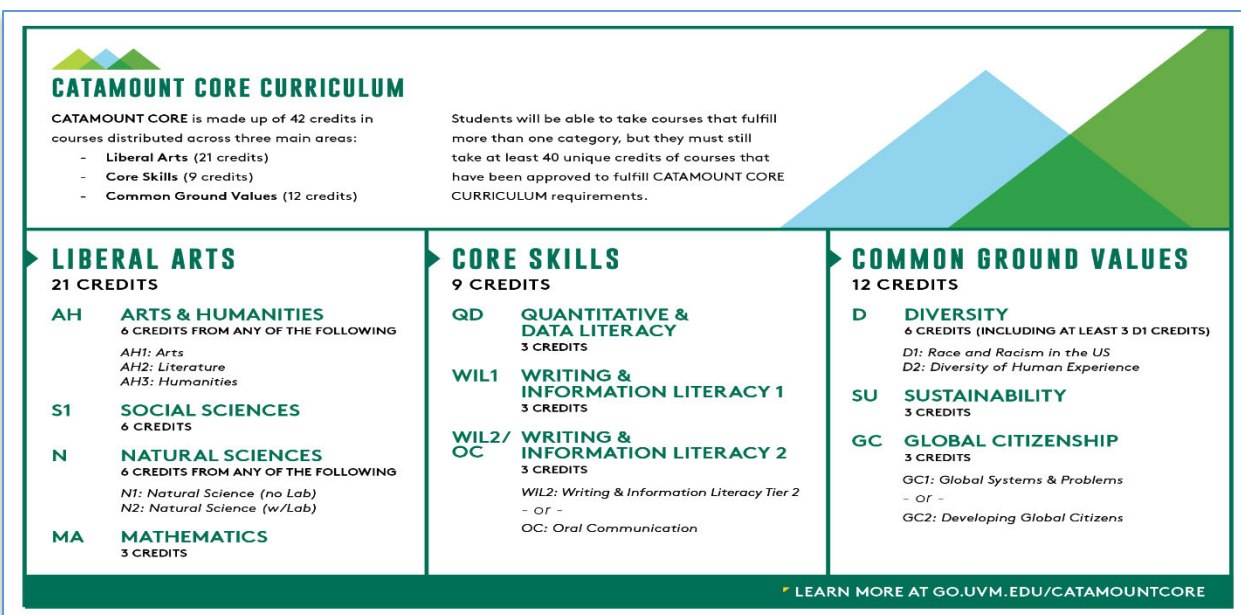 CATAMOUNT CORE CURRICULUM
CATAMOUNT CORE is made up of 42 credits in
courses distributed across three main areas:
- Liberal Arts (21 credits)
- Core Skills (9 credits)
- Common Ground Values (12 credits)
Students will be able to take courses that fulfill
more than one category, but they must still
take at least 40 unique credits of courses that
have been approved to fulfill CATAMOUNT CORE
CURRICULUM requirements.
LIBERAL ARTS
21 CREDITS
AH ARTS & HUMANITIES
6 CREDITS FROM ANY OF THE FOLLOWING
AH1: Arts
AH2: Literature
AH3: Humanities
S1 SOCIAL SCIENCES
6 CREDITS
N NATURAL SCIENCES
6 CREDITS FROM ANY OF THE FOLLOWING
N1: Natural Science (no Lab)
N2: Natural Science (w/Lab)
MA MATHEMATICS
3 CREDITS
CORE SKILLS
9 CREDITS
QD QUANTITATIVE &
DATA LITERACY
3 CREDITS
WIL1 WRITING &
INFORMATION LITERACY 1
3 CREDITS
WIL2/ WRITING &
OC INFORMATION LITERACY 2
3 CREDITS
WIL2: Writing & Information Literacy Tier 2
- or -
OC: Oral Communication
COMMON GROUND VALUES
12 CREDITS
D DIVERSITY
6 CREDITS (INCLUDING AT LEAST 3 D1 CREDITS)
D1: Race and Racism in the US
D2: Diversity of Human Experience
SU SUSTAINABILITY
3 CREDITS
GC GLOBAL CITIZENSHIP
3 CREDITS
GC1: Global Systems & Problems
- or -
GC2: Developing Global Citizens
LEARN MORE AT GO.UVM.EDU/CATAMOUNTCORE